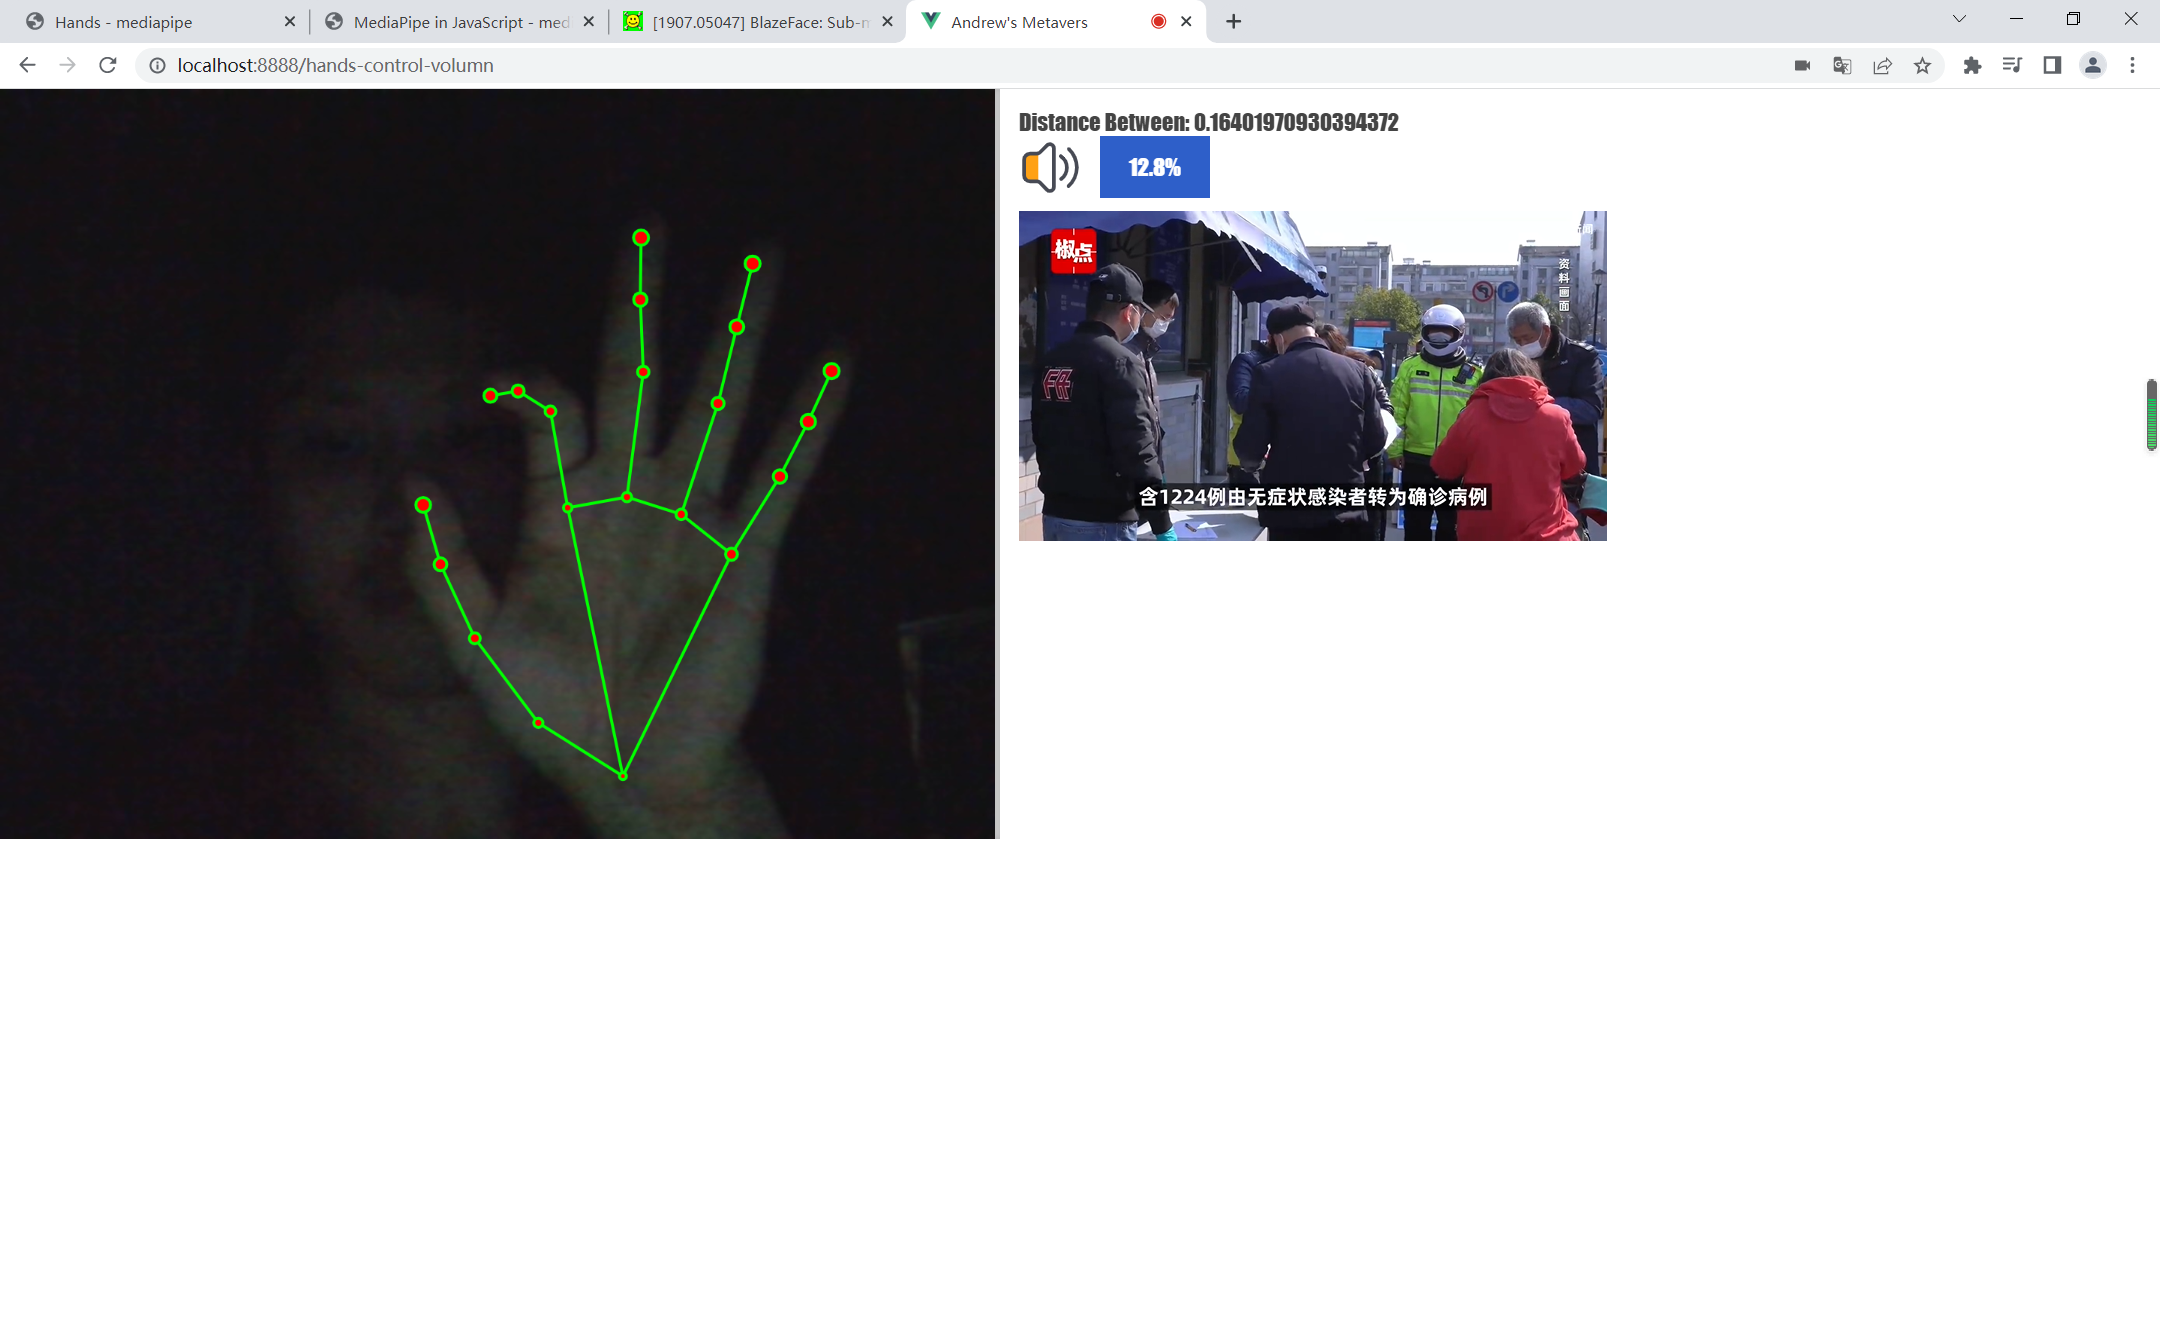 Hands - mediapipe
MediaPipe in JavaScript - med
[1907.05047] BlazeFace: Sub-m
Andrew's Metavers
localhost:8888/hands-control-volumn
Distance Between: 0.16401970930394372
12.8%
椒点
资料画面
含1224例由无症状感染者转为确诊病例